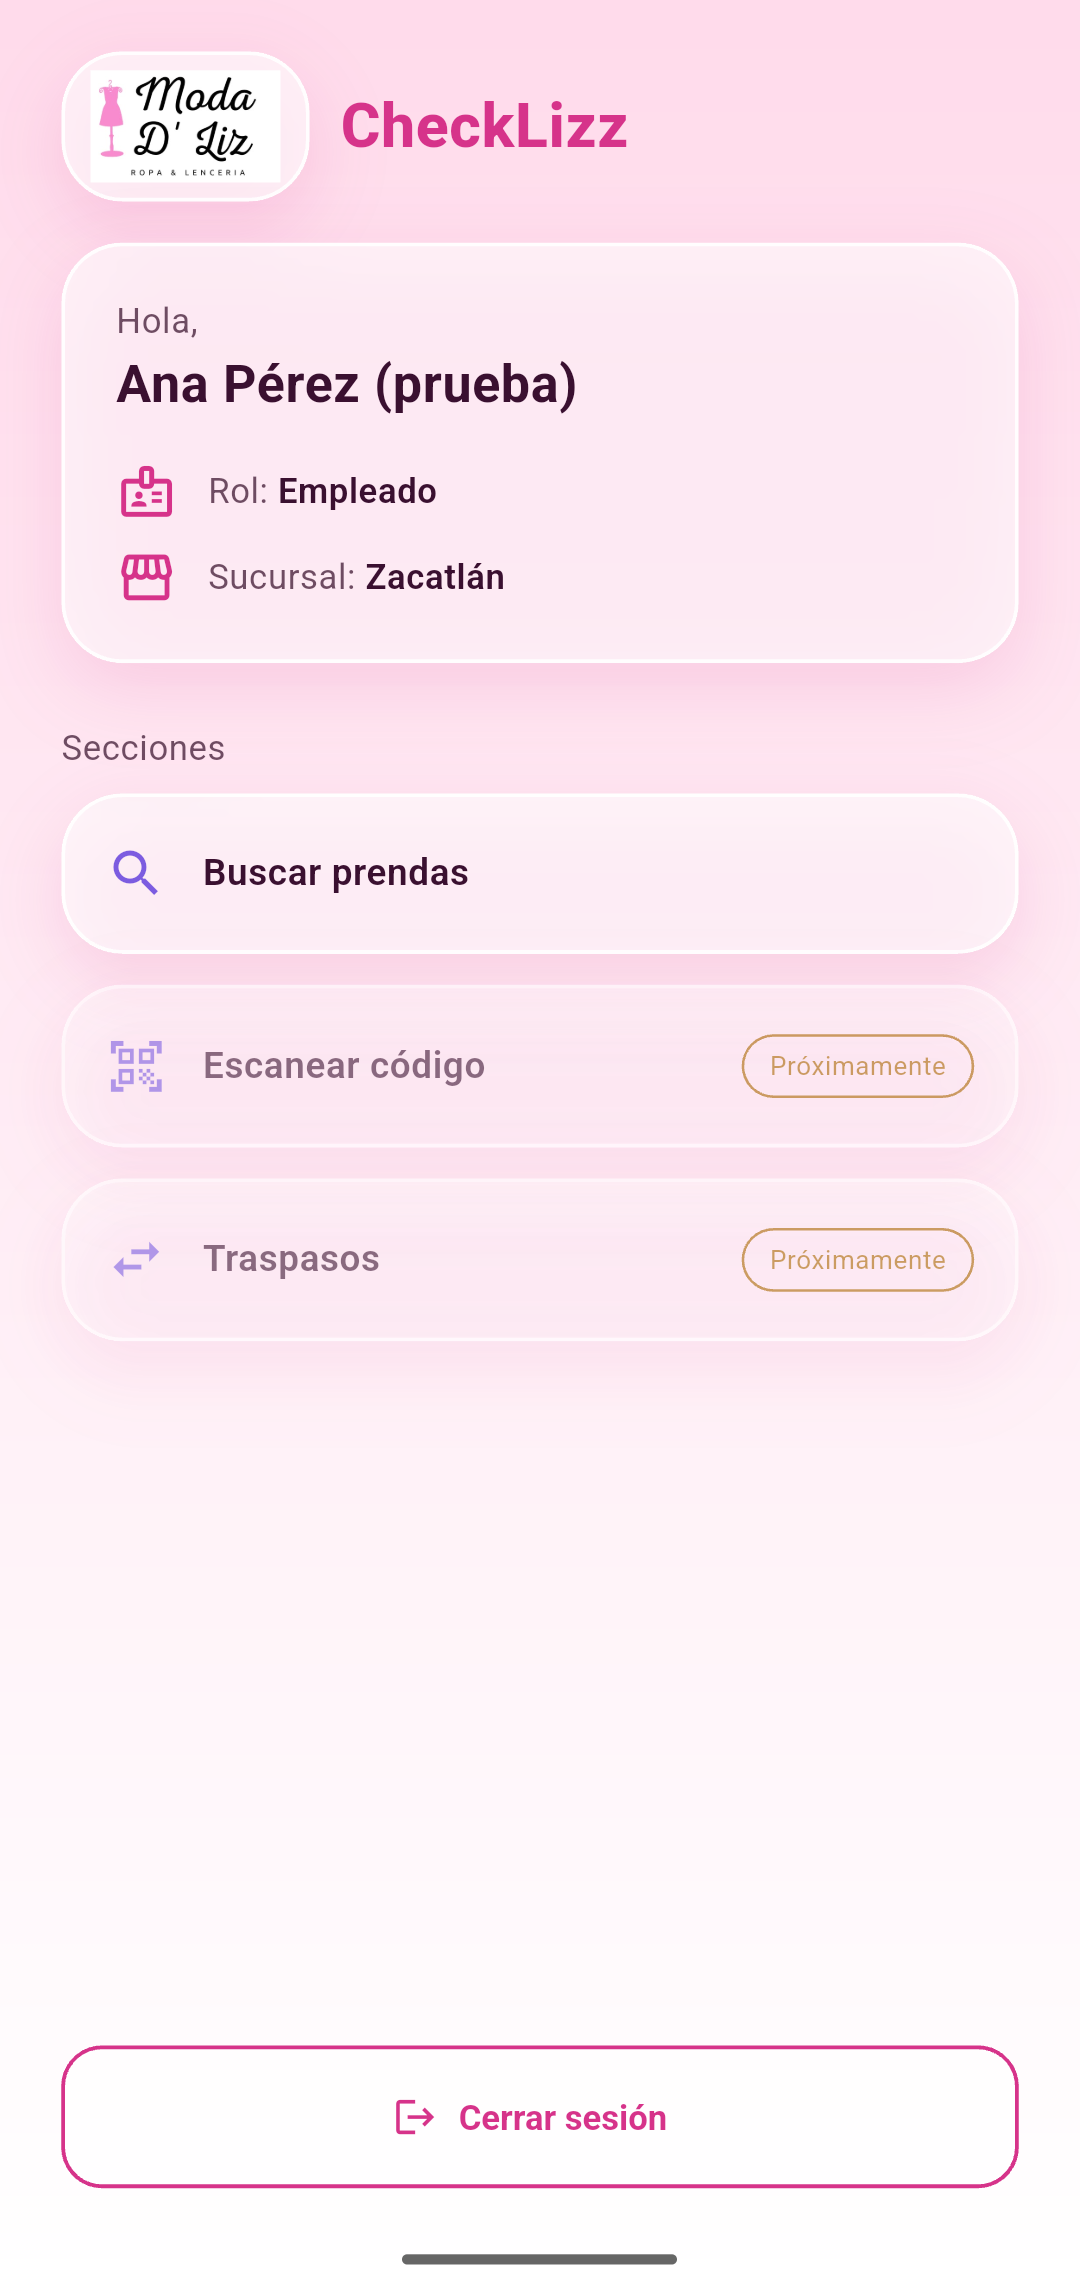 Moda
D' Liz
ROPA & LENCERIA
CheckLizz
Hola,
Ana Pérez (prueba)
Rol: Empleado
Sucursal: Zacatlán
Secciones
Buscar prendas
Escanear código
Próximamente
Traspasos
Próximamente
Cerrar sesión